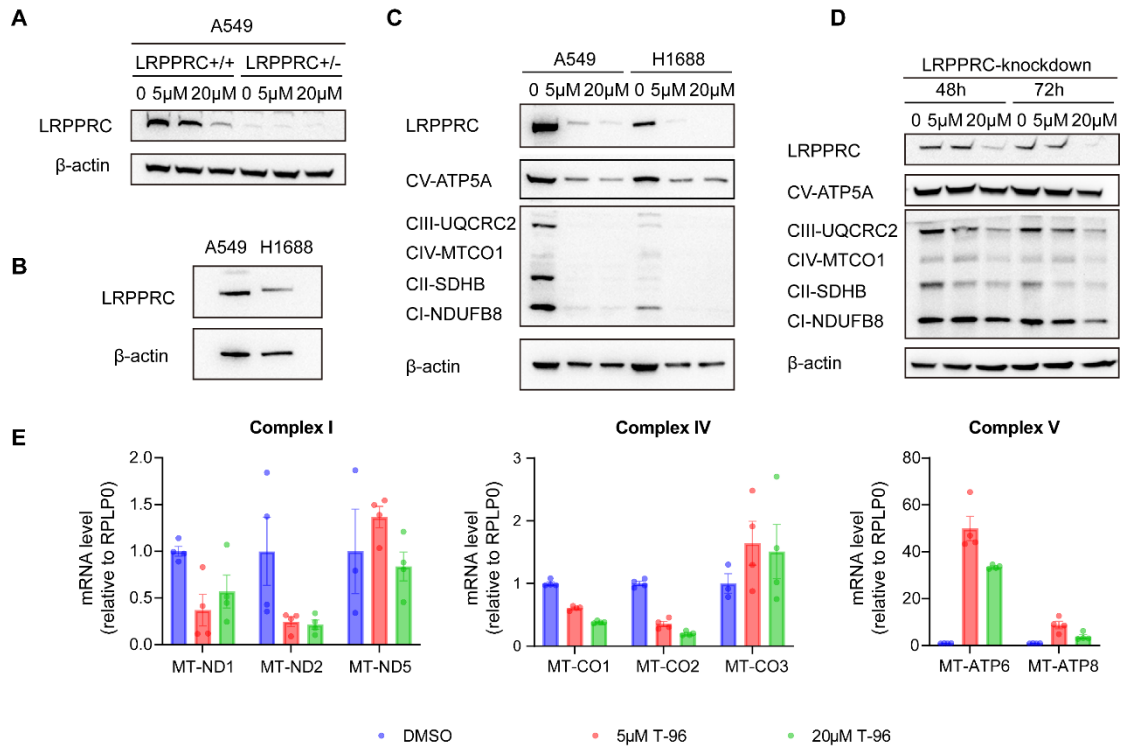 A
A549
LRPPRC+/+ LRPPRC+/-
0 5μM 20μM 0 5μM 20μM
LRPPRC
β-actin
B
A549 H1688
LRPPRC
β-actin
C
A549 H1688
0 5μM 20μM 0 5μM 20μM
LRPPRC
CV-ATP5A
CIII-UQCRC2
CIV-MTCO1
CII-SDHB
CI-NDUFB8
β-actin
D
LRPPRC-knockdown
48h 72h
0 5μM 20μM 0 5μM 20μM
LRPPRC
CV-ATP5A
CIII-UQCRC2
CIV-MTCO1
CII-SDHB
CI-NDUFB8
β-actin
E
Complex I
mRNA level
(relative to RPLP0)
2.0
1.5
1.0
0.5
0.0
MT-ND1 MT-ND2 MT-ND5
Complex IV
mRNA level
(relative to RPLP0)
3
2
1
0
MT-CO1 MT-CO2 MT-CO3
Complex V
mRNA level
(relative to RPLP0)
80
60
40
20
0
MT-ATP6 MT-ATP8
DMSO 5μM T-96 20μM T-96